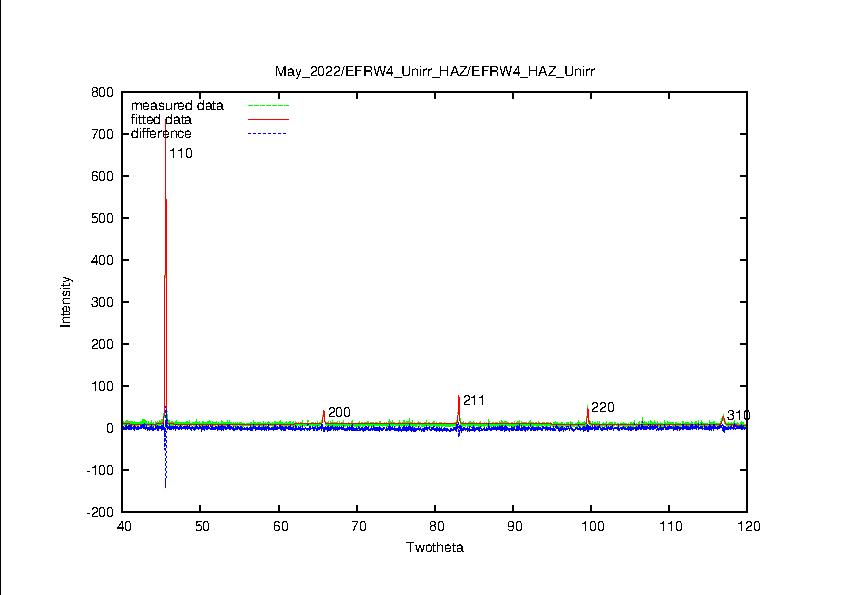 May_2022/EFRW4_Unirr_HAZ/EFRW4_HAZ_Unirr
800
measured data
fitted data
difference
700
110
600
500
400
Intensity
300
200
100
211
220
200
310
0
-100
-200
40 50 60 70 80 90 100 110 120
Twotheta